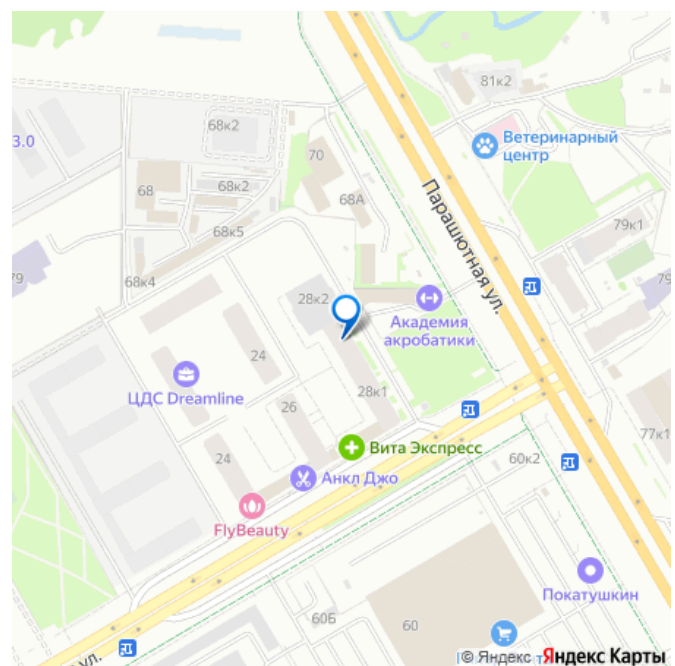 81к2
Ветеринарный
центр
68к2
3.0
70
68
68к2
68А
Парашютная ул.
79к1
68к5
79
79
68к4
28к2
Академия
акробатики
24
ЦДС Dreamline
28к1
26
77к1
Вита Экспресс
24
60к2
Анкл Джо
FlyBeauty
Покатушкин
60Б
60
ул.
© Яндекс
Яндекс Карты